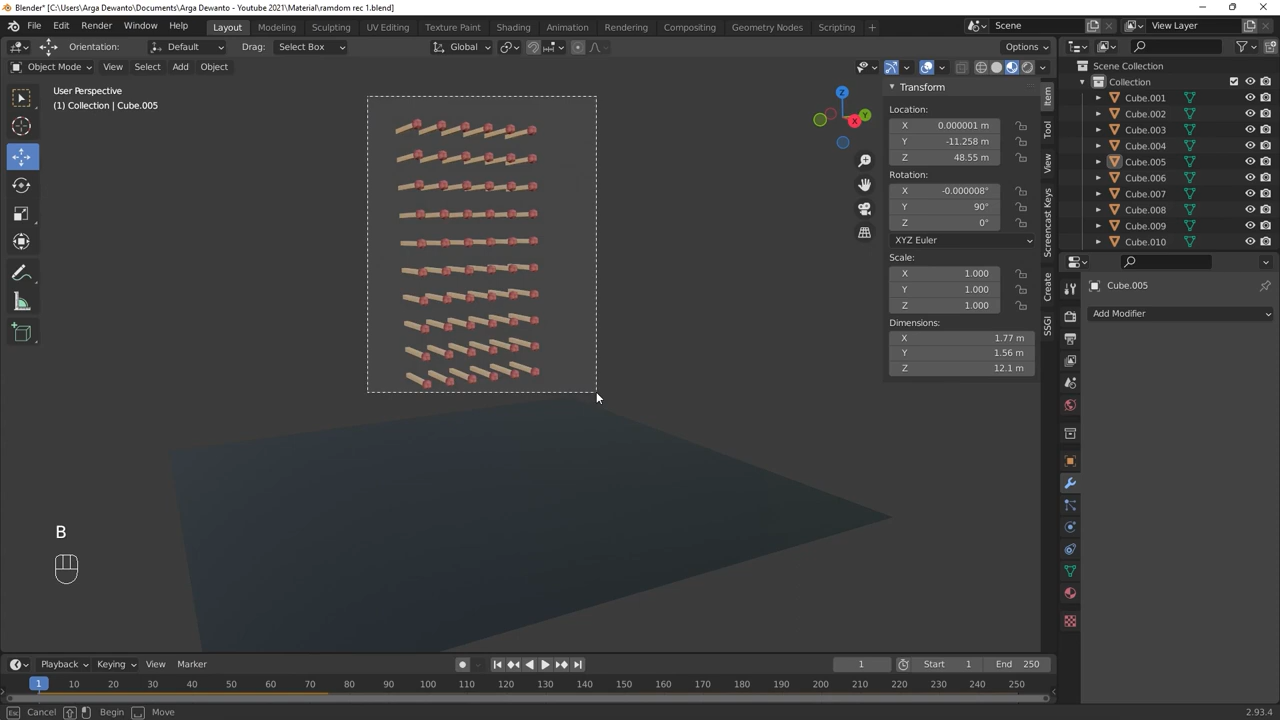 Blender* [C:\Users\Arga Dewanto\Documents\Arga Dewanto - Youtube 2021\Material\ramdom rec 1.blend]
File Edit Render Window Help Layout Modeling Sculpting UV Editing Texture Paint Shading Animation Rendering Compositing Geometry Nodes Scripting Scene View Layer
Orientation: Default Drag: Select Box Global Options
Object Mode View Select Add Object
User Perspective
(1) Collection | Cube.005
Z
Y
X
Transform
Location:
X 0.000001 m
Y -11.258 m
Z 48.55 m
Rotation:
X -0.000008°
Y 90°
Z 0°
XYZ Euler
Scale:
X 1.000
Y 1.000
Z 1.000
Dimensions:
X 1.77 m
Y 1.56 m
Z 12.1 m
Item
Tool
View
Screencast Keys
Create
SSGI
Scene Collection
Collection
Cube.001
Cube.002
Cube.003
Cube.004
Cube.005
Cube.006
Cube.007
Cube.008
Cube.009
Cube.010
Cube.005
Add Modifier
B
Playback Keying View Marker 1 Start 1 End 250
1 10 20 30 40 50 60 70 80 90 100 110 120 130 140 150 160 170 180 190 200 210 220 230 240 250
Esc Cancel Begin Move 2.93.4